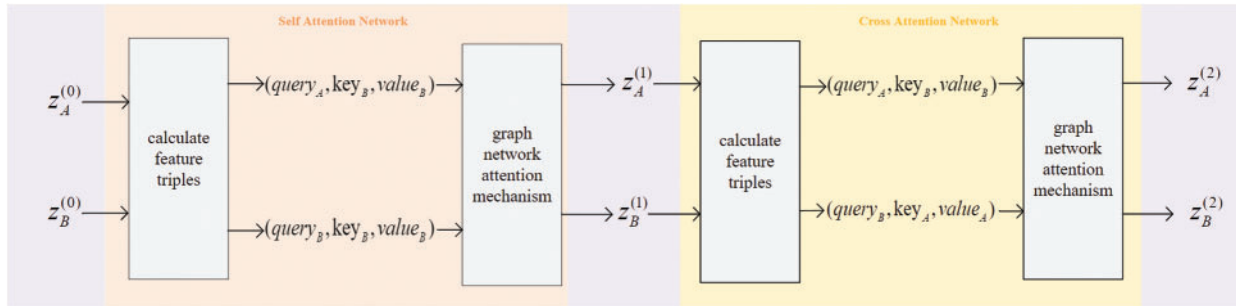 Self Attention Network
Cross Attention Network
z_A^{(0)}
z_B^{(0)}
calculate
feature
triples
(query_A, key_B, value_B)
(query_B, key_B, value_B)
graph
network
attention
mechanism
z_A^{(1)}
z_B^{(1)}
calculate
feature
triples
(query_A, key_B, value_B)
(query_B, key_A, value_A)
graph
network
attention
mechanism
z_A^{(2)}
z_B^{(2)}